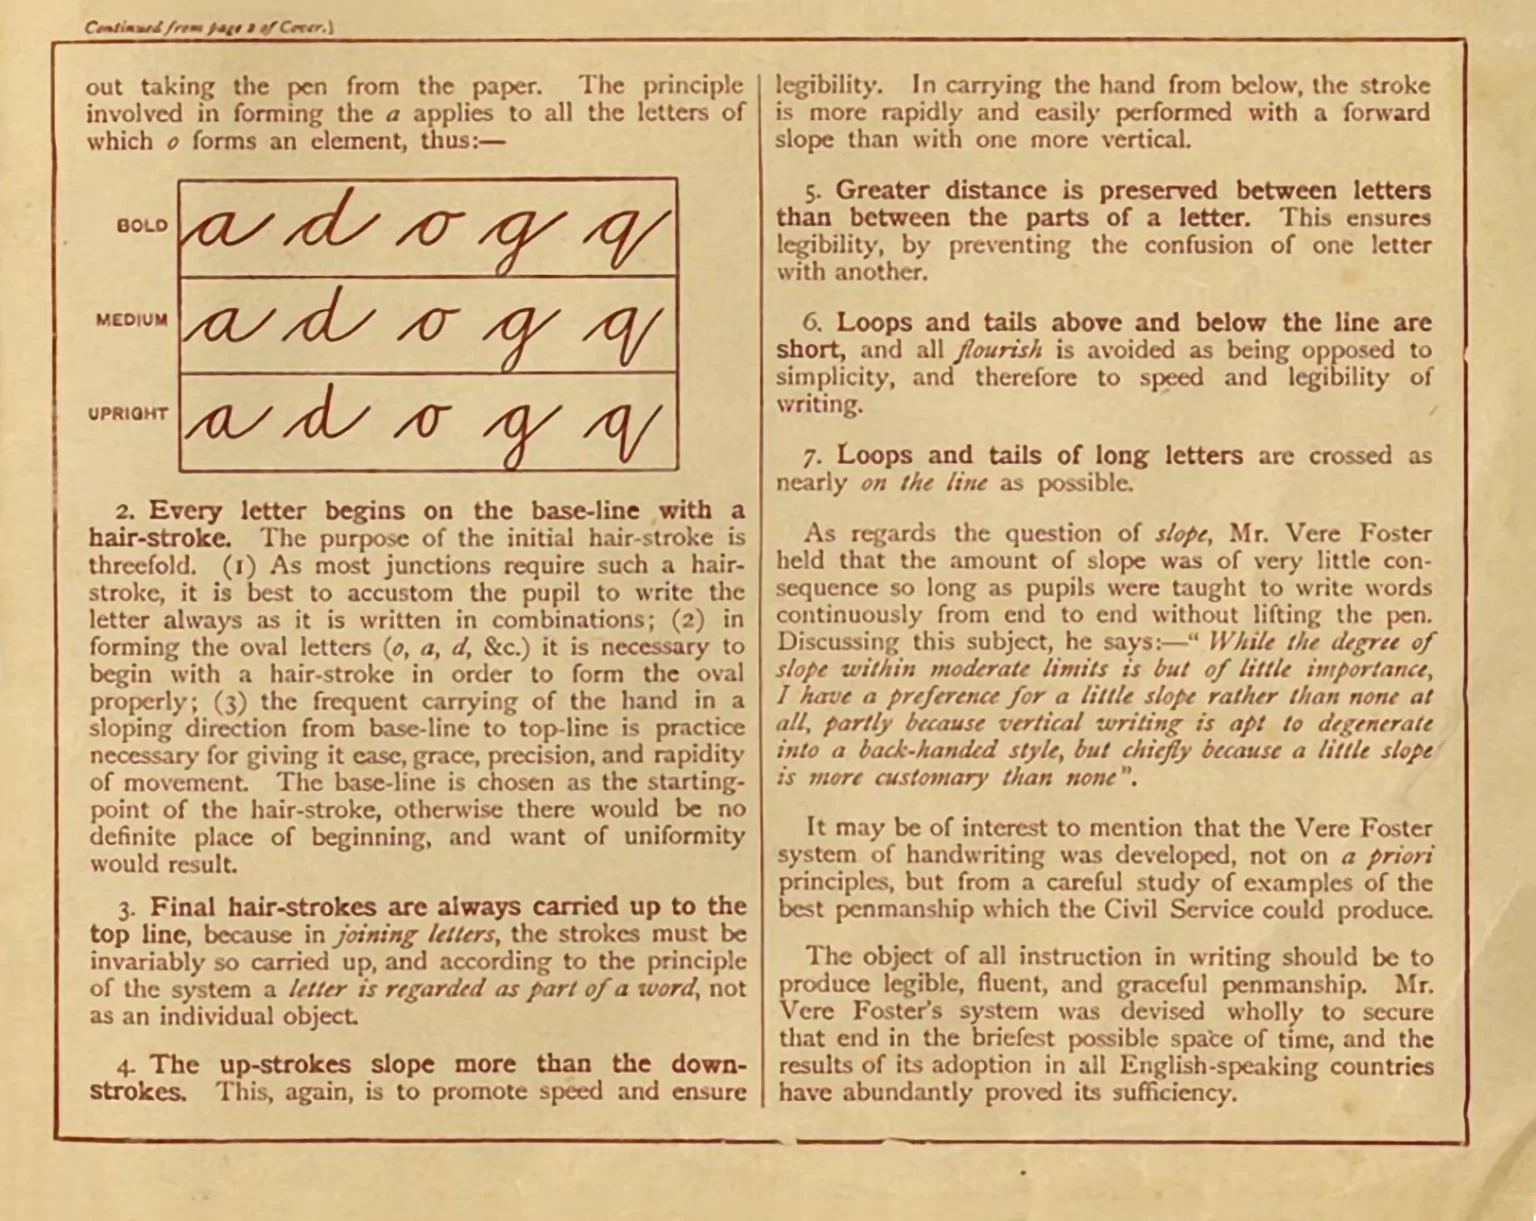 Continued from page 2 of Cover.)
out taking the pen from the paper. The principle
involved in forming the a applies to all the letters of
which o forms an element, thus:—
BOLD a d o g q
MEDIUM a d o g q
UPRIGHT a d o g q
2. Every letter begins on the base-line with a
hair-stroke. The purpose of the initial hair-stroke is
threefold. (1) As most junctions require such a hair-
stroke, it is best to accustom the pupil to write the
letter always as it is written in combinations; (2) in
forming the oval letters (o, a, d, &c.) it is necessary to
begin with a hair-stroke in order to form the oval
properly; (3) the frequent carrying of the hand in a
sloping direction from base-line to top-line is practice
necessary for giving it ease, grace, precision, and rapidity
of movement. The base-line is chosen as the starting-
point of the hair-stroke, otherwise there would be no
definite place of beginning, and want of uniformity
would result.
3. Final hair-strokes are always carried up to the
top line, because in joining letters, the strokes must be
invariably so carried up, and according to the principle
of the system a letter is regarded as part of a word, not
as an individual object.
4. The up-strokes slope more than the down-
strokes. This, again, is to promote speed and ensure
legibility. In carrying the hand from below, the stroke
is more rapidly and easily performed with a forward
slope than with one more vertical.
5. Greater distance is preserved between letters
than between the parts of a letter. This ensures
legibility, by preventing the confusion of one letter
with another.
6. Loops and tails above and below the line are
short, and all flourish is avoided as being opposed to
simplicity, and therefore to speed and legibility of
writing.
7. Loops and tails of long letters are crossed as
nearly on the line as possible.
As regards the question of slope, Mr. Vere Foster
held that the amount of slope was of very little con-
sequence so long as pupils were taught to write words
continuously from end to end without lifting the pen.
Discussing this subject, he says:—“ While the degree of
slope within moderate limits is but of little importance,
I have a preference for a little slope rather than none at
all, partly because vertical writing is apt to degenerate
into a back-handed style, but chiefly because a little slope
is more customary than none”.
It may be of interest to mention that the Vere Foster
system of handwriting was developed, not on a priori
principles, but from a careful study of examples of the
best penmanship which the Civil Service could produce.
The object of all instruction in writing should be to
produce legible, fluent, and graceful penmanship. Mr.
Vere Foster's system was devised wholly to secure
that end in the briefest possible space of time, and the
results of its adoption in all English-speaking countries
have abundantly proved its sufficiency.